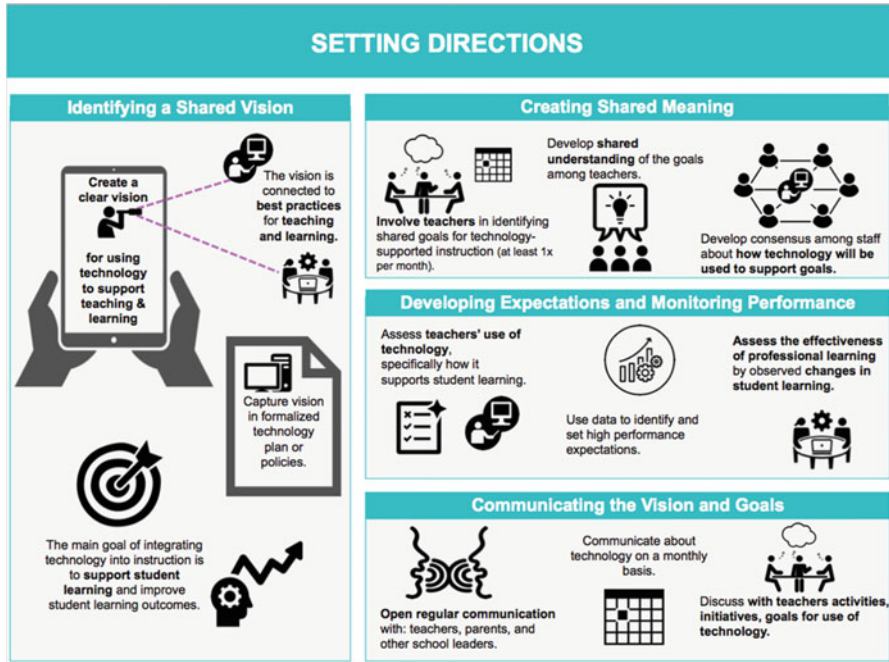 SETTING DIRECTIONS
Identifying a Shared Vision
Create a
clear vision
for using
technology
to support
teaching &
learning
The vision is
connected to
best practices
for teaching
and learning.
Capture vision
in formalized
technology
plan or
policies.
The main goal of integrating
technology into instruction is
to support student
learning and improve
student learning outcomes.
Creating Shared Meaning
Involve teachers in identifying
shared goals for technology-
supported instruction (at least 1x
per month).
Develop shared
understanding of the goals
among teachers.
Develop consensus among staff
about how technology will be
used to support goals.
Developing Expectations and Monitoring Performance
Assess teachers' use of
technology,
specifically how it
supports student learning.
Use data to identify and
set high performance
expectations.
Assess the effectiveness
of professional learning
by observed changes in
student learning.
Communicating the Vision and Goals
Open regular communication
with: teachers, parents, and
other school leaders.
Communicate about
technology on a monthly
basis.
Discuss with teachers activities,
initiatives, goals for use of
technology.